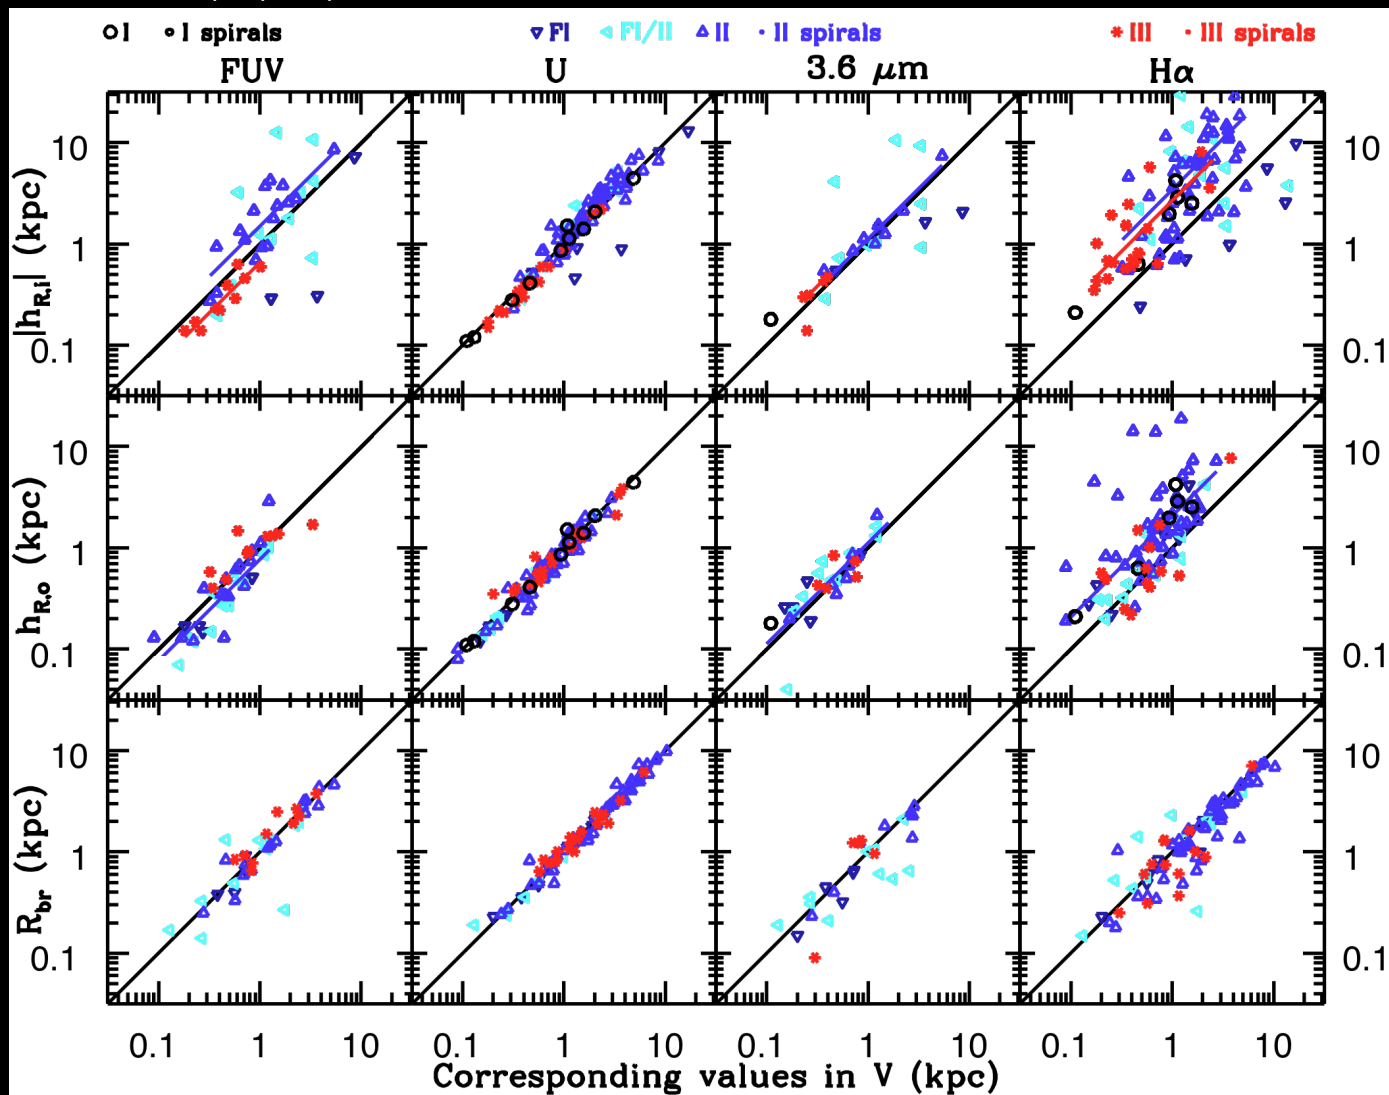 I I spirals FI FI/II II II spirals III III spirals
FUV U 3.6 μm Hα
|h_R,i| (kpc)
10 10
1 1
0.1 0.1
h_R,o (kpc)
10 10
1 1
0.1 0.1
R_br (kpc)
10 10
1 1
0.1 0.1
0.1 1 10 0.1 1 10 0.1 1 10 0.1 1 10
Corresponding values in V (kpc)